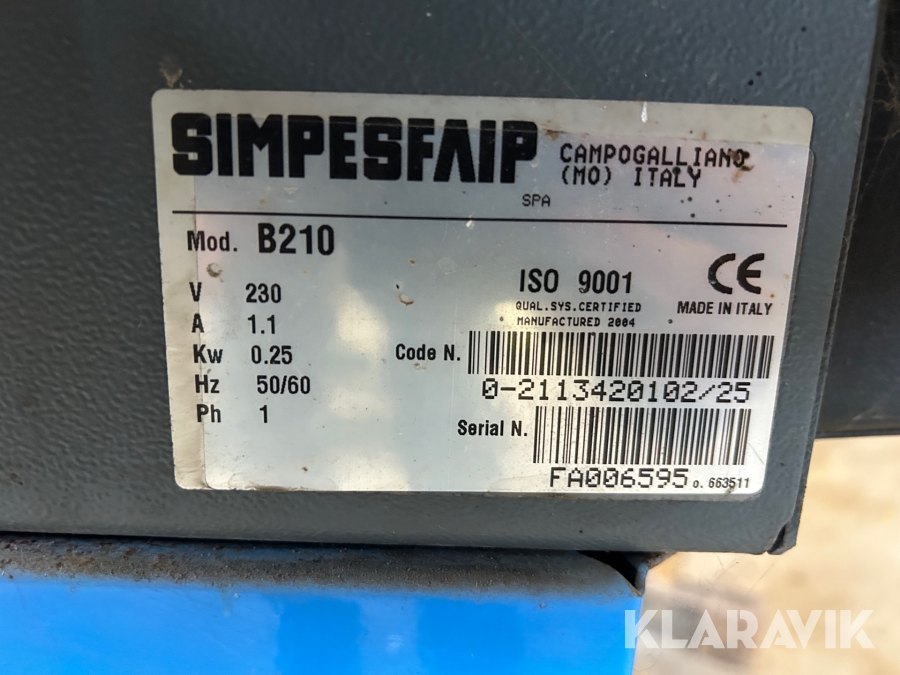 SIMPESFAIP
SPA
CAMPOGALLIANO
(MO) ITALY
Mod. B210
V 230
A 1.1
Kw 0.25
Hz 50/60
Ph 1
ISO 9001
QUAL.SYS.CERTIFIED
MANUFACTURED 2004
CE
MADE IN ITALY
Code N.
0-2113420102/25
Serial N.
FA006595 o. 663511
KLARAVIK